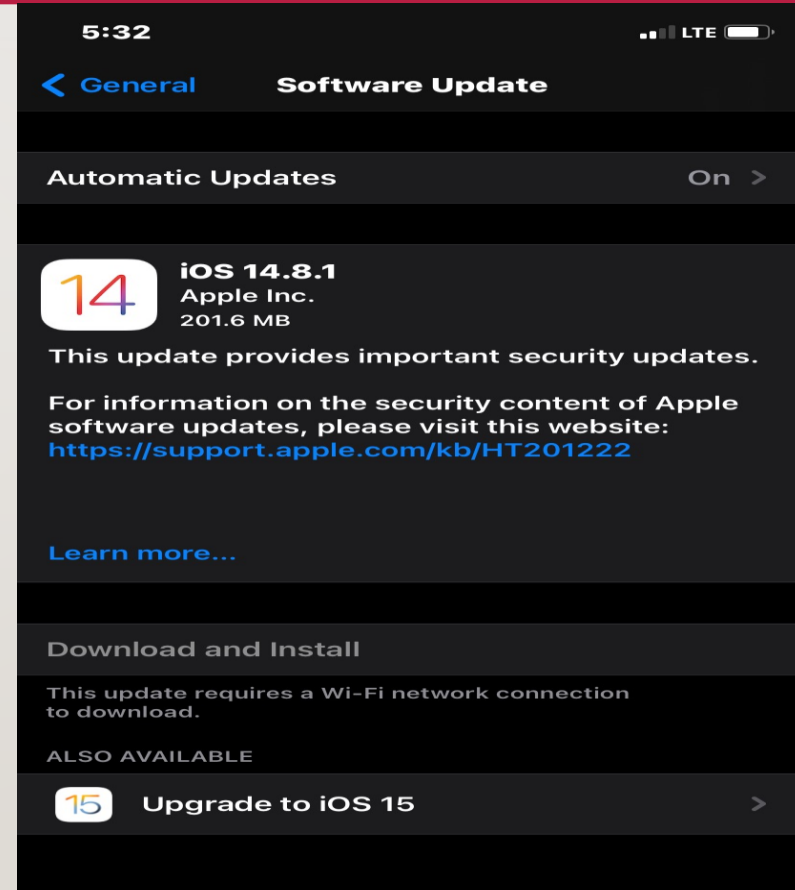 5:32 LTE
General Software Update
Automatic Updates On
14 iOS 14.8.1
Apple Inc.
201.6 MB
This update provides important security updates.
For information on the security content of Apple
software updates, please visit this website:
https://support.apple.com/kb/HT201222
Learn more...
Download and Install
This update requires a Wi-Fi network connection
to download.
ALSO AVAILABLE
15 Upgrade to iOS 15